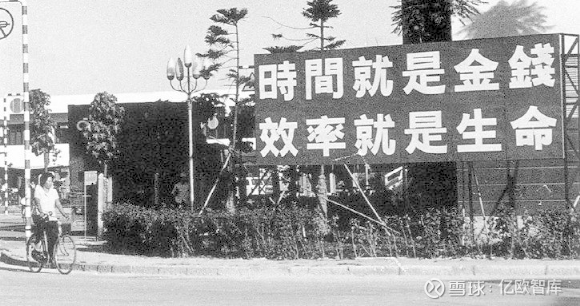 時間就是金錢
效率就是生命
雪球:亿欧智库